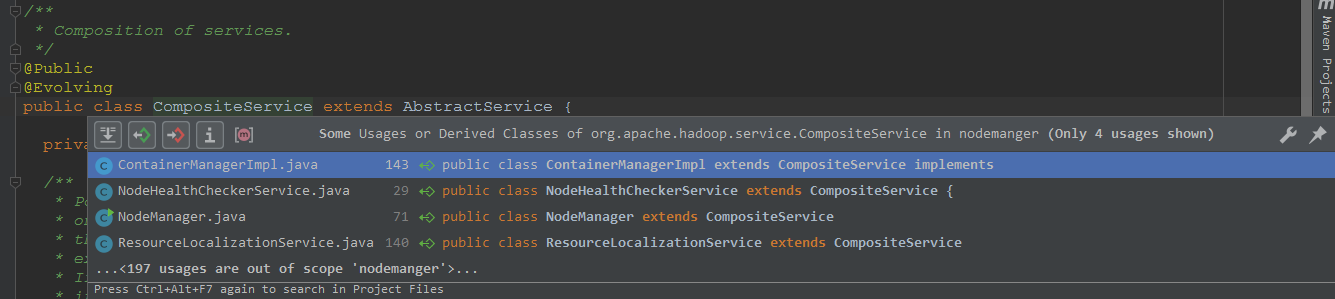 /**
* Composition of services.
*/
@Public
@Evolving
public class CompositeService extends AbstractService {
Some Usages or Derived Classes of org.apache.hadoop.service.CompositeService in nodemanger (Only 4 usages shown)
priva
ContainerManagerImpl.java 143 public class ContainerManagerImpl extends CompositeService implements
/**
NodeHealthCheckerService.java 29 public class NodeHealthCheckerService extends CompositeService {
* Po
NodeManager.java 71 public class NodeManager extends CompositeService
* o
* th
ResourceLocalizationService.java 140 public class ResourceLocalizationService extends CompositeService
* e
...<197 usages are out of scope 'nodemanger'>...
* I
Press Ctrl+Alt+F7 again to search in Project Files
* i
Maven Projects